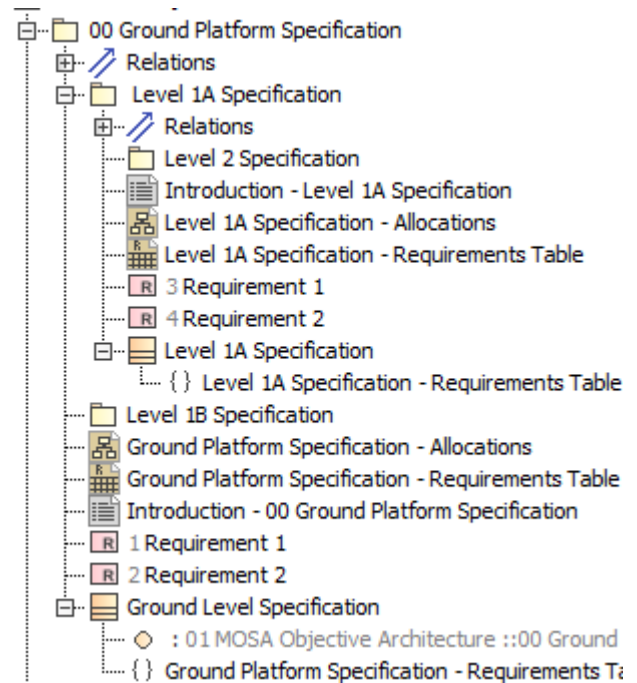 00 Ground Platform Specification
Relations
Level 1A Specification
Relations
Level 2 Specification
Introduction - Level 1A Specification
Level 1A Specification - Allocations
Level 1A Specification - Requirements Table
R 3 Requirement 1
R 4 Requirement 2
Level 1A Specification
{} Level 1A Specification - Requirements Table
Level 1B Specification
Ground Platform Specification - Allocations
Ground Platform Specification - Requirements Table
Introduction - 00 Ground Platform Specification
R 1 Requirement 1
R 2 Requirement 2
Ground Level Specification
: 01 MOSA Objective Architecture ::00 Ground
{} Ground Platform Specification - Requirements Ta